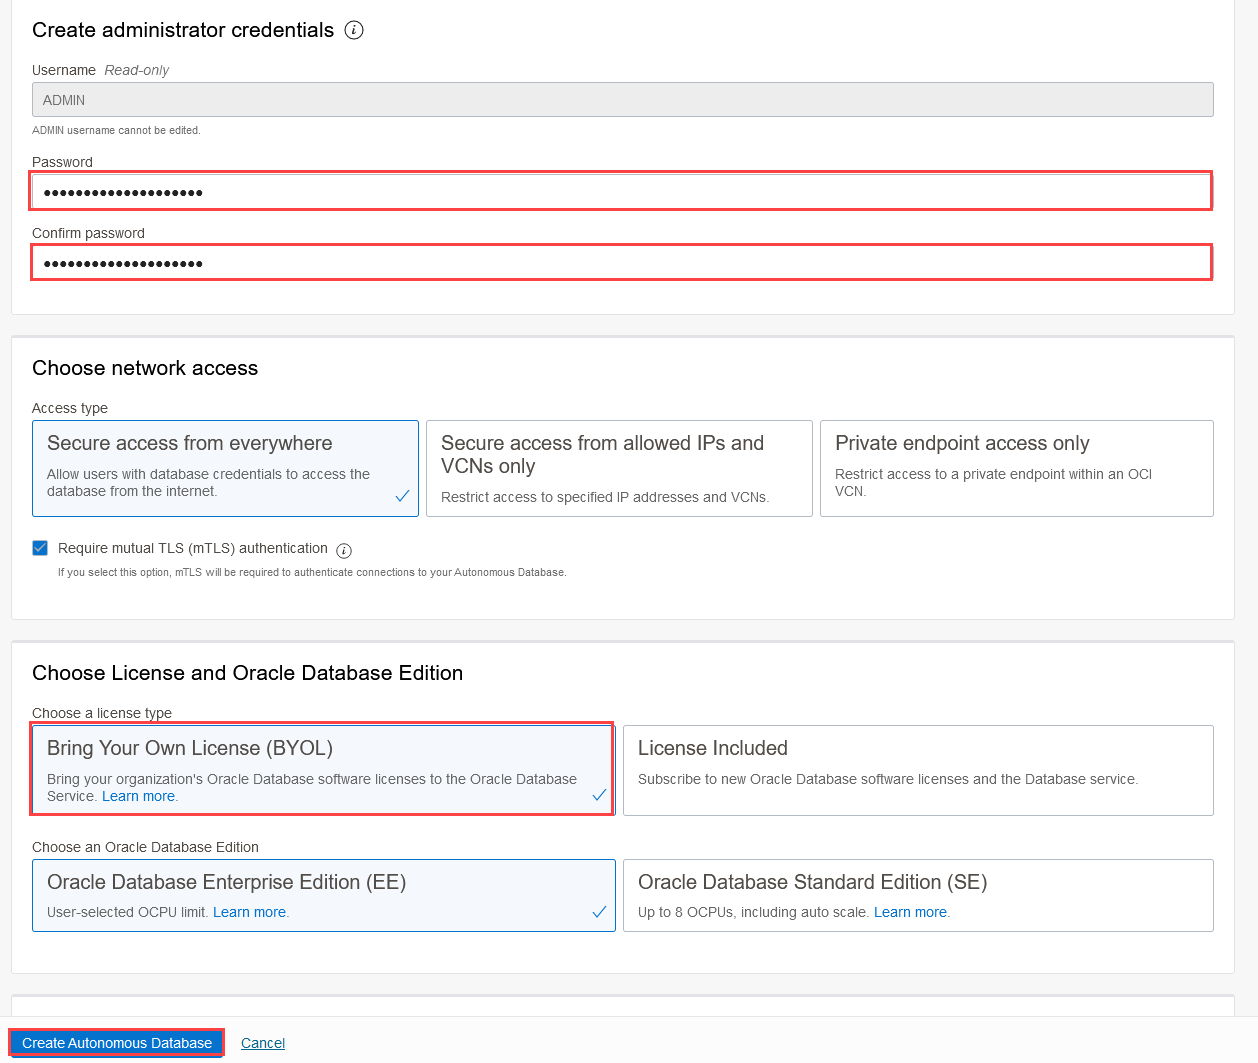 Create administrator credentials
Username Read-only
ADMIN
ADMIN username cannot be edited.
Password
••••••••••••••••••••
Confirm password
••••••••••••••••••••
Choose network access
Access type
Secure access from everywhere
Allow users with database credentials to access the
database from the internet.
Secure access from allowed IPs and
VCNs only
Restrict access to specified IP addresses and VCNs.
Private endpoint access only
Restrict access to a private endpoint within an OCI
VCN.
Require mutual TLS (mTLS) authentication
If you select this option, mTLS will be required to authenticate connections to your Autonomous Database.
Choose License and Oracle Database Edition
Choose a license type
Bring Your Own License (BYOL)
Bring your organization's Oracle Database software licenses to the Oracle Database
Service. Learn more.
License Included
Subscribe to new Oracle Database software licenses and the Database service.
Choose an Oracle Database Edition
Oracle Database Enterprise Edition (EE)
User-selected OCPU limit. Learn more.
Oracle Database Standard Edition (SE)
Up to 8 OCPUs, including auto scale. Learn more.
Create Autonomous Database
Cancel